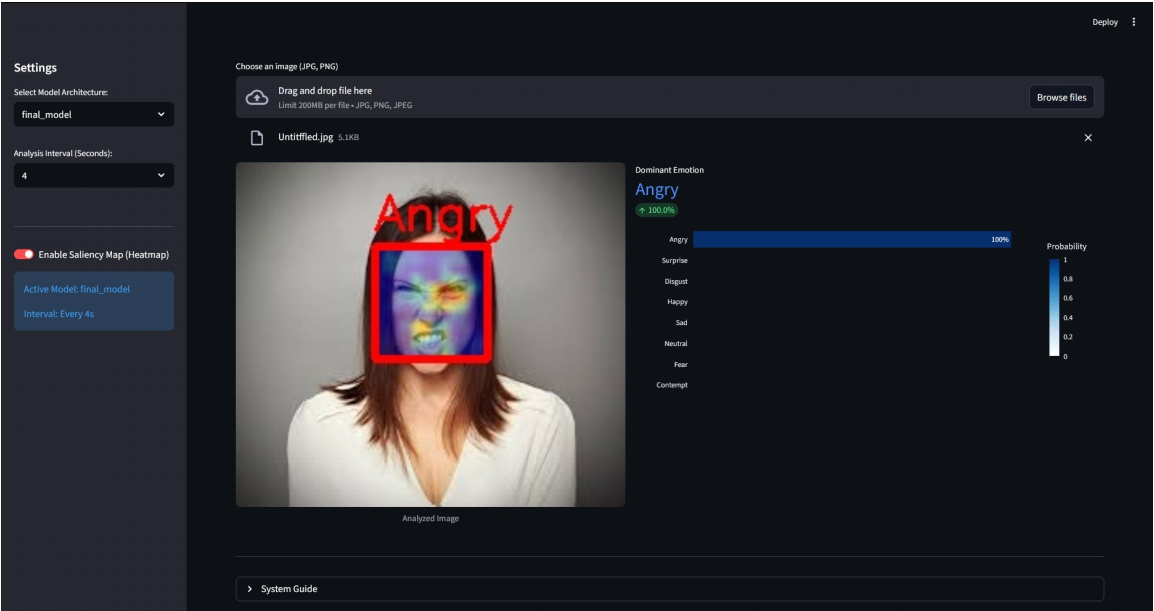 Deploy
Settings
Select Model Architecture:
final_model
Analysis Interval (Seconds):
4
Enable Saliency Map (Heatmap)
Active Model: final_model
Interval: Every 4s
Choose an image (JPG, PNG)
Drag and drop file here
Limit 200MB per file • JPG, PNG, JPEG
Browse files
Untitffled.jpg 5.1KB
Angry
Analyzed Image
Dominant Emotion
Angry
↑ 100.0%
Angry 100%
Surprise
Disgust
Happy
Sad
Neutral
Fear
Contempt
Probability
1
0.8
0.6
0.4
0.2
0
System Guide